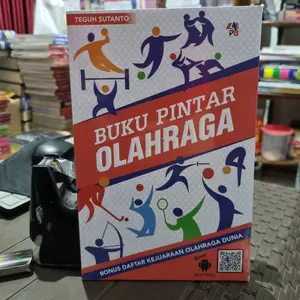 TEGUH SUTANTO
BUKU PINTAR
OLAHRAGA
BONUS DAFTAR KEJUARAAN OLAHRAGA DUNIA